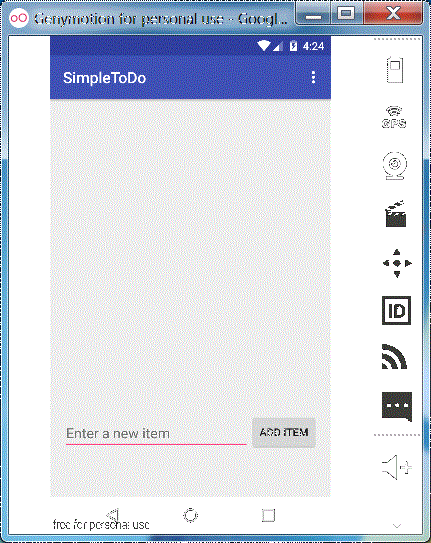 Genymotion for personal use - Googl...
4:24
SimpleToDo
GPS
ID
Enter a new item
ADD ITEM
free for personal use